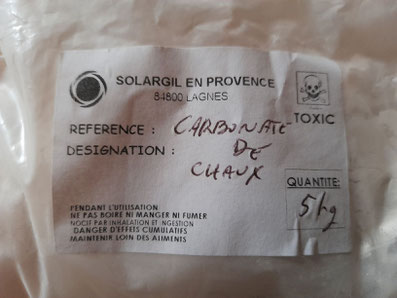 SOLARGIL EN PROVENCE
84800 LAGNES
TOXIC
REFERENCE : CARBONATE
DESIGNATION : DE
CHAUX
QUANTITE:
5 kg
PENDANT L'UTILISATION
NE PAS BOIRE NI MANGER NI FUMER
NOCIF PAR INHALATION ET INGESTION
DANGER D'EFFETS CUMULATIFS
MAINTENIR LOIN DES ALIMENTS